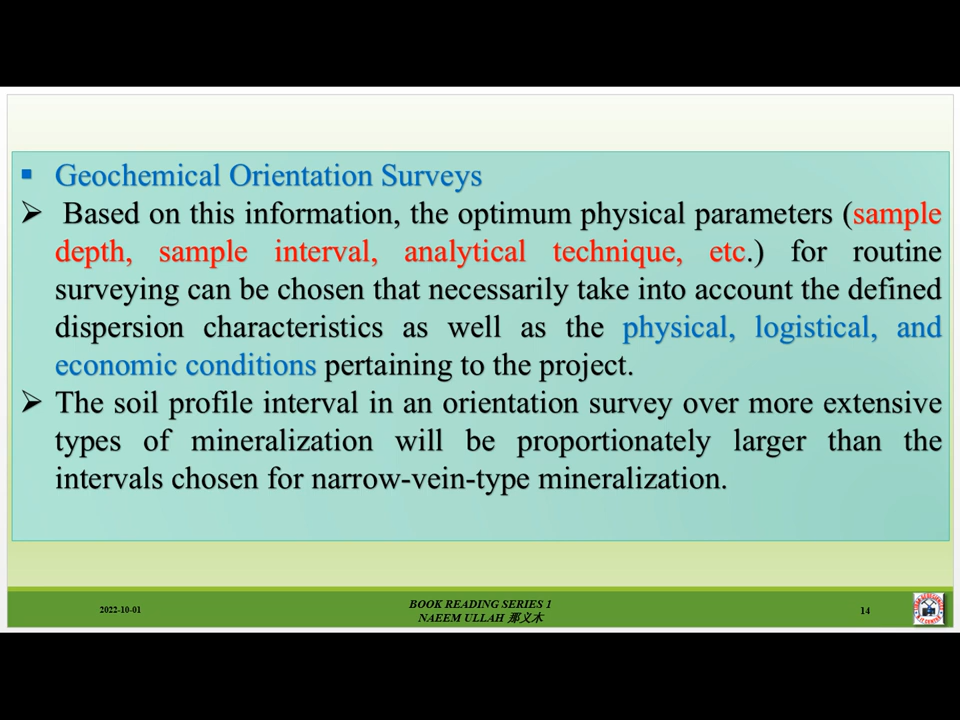 Geochemical Orientation Surveys
Based on this information, the optimum physical parameters (sample
depth, sample interval, analytical technique, etc.) for routine
surveying can be chosen that necessarily take into account the defined
dispersion characteristics as well as the physical, logistical, and
economic conditions pertaining to the project.
The soil profile interval in an orientation survey over more extensive
types of mineralization will be proportionately larger than the
intervals chosen for narrow-vein-type mineralization.
2022-10-01
BOOK READING SERIES 1
NAEEM ULLAH 那义木
14